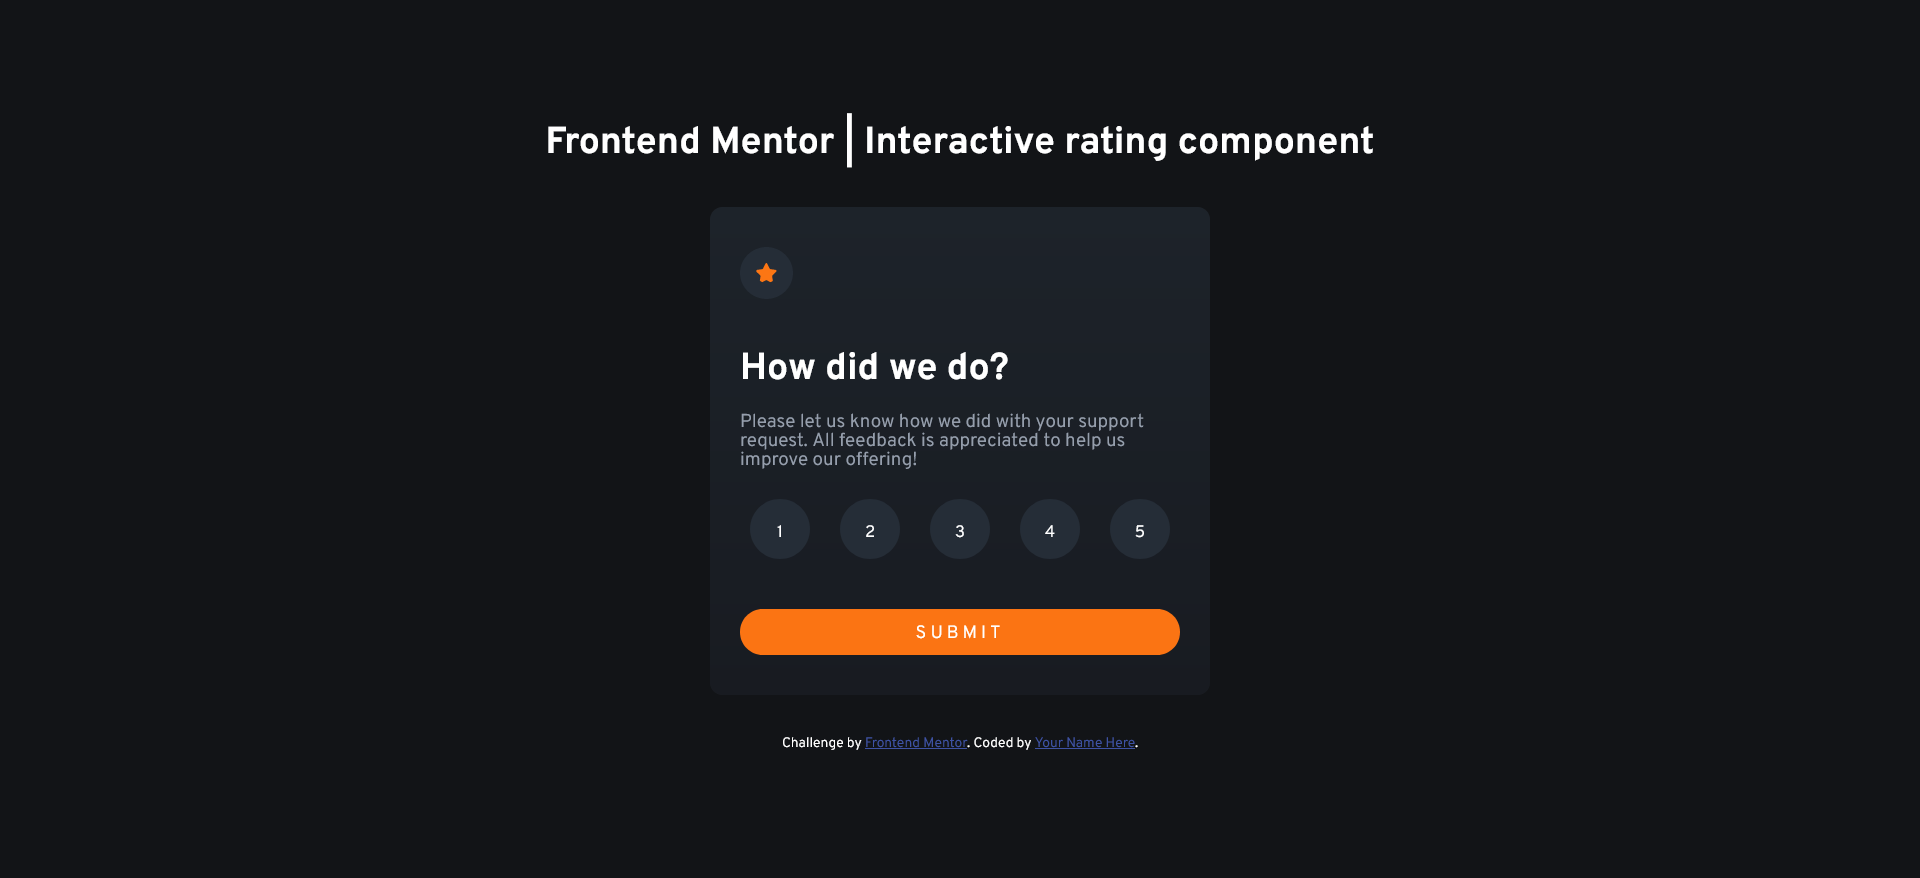 Frontend Mentor | Interactive rating component
How did we do?
Please let us know how we did with your support
request. All feedback is appreciated to help us
improve our offering!
1 2 3 4 5
SUBMIT
Challenge by Frontend Mentor. Coded by Your Name Here.